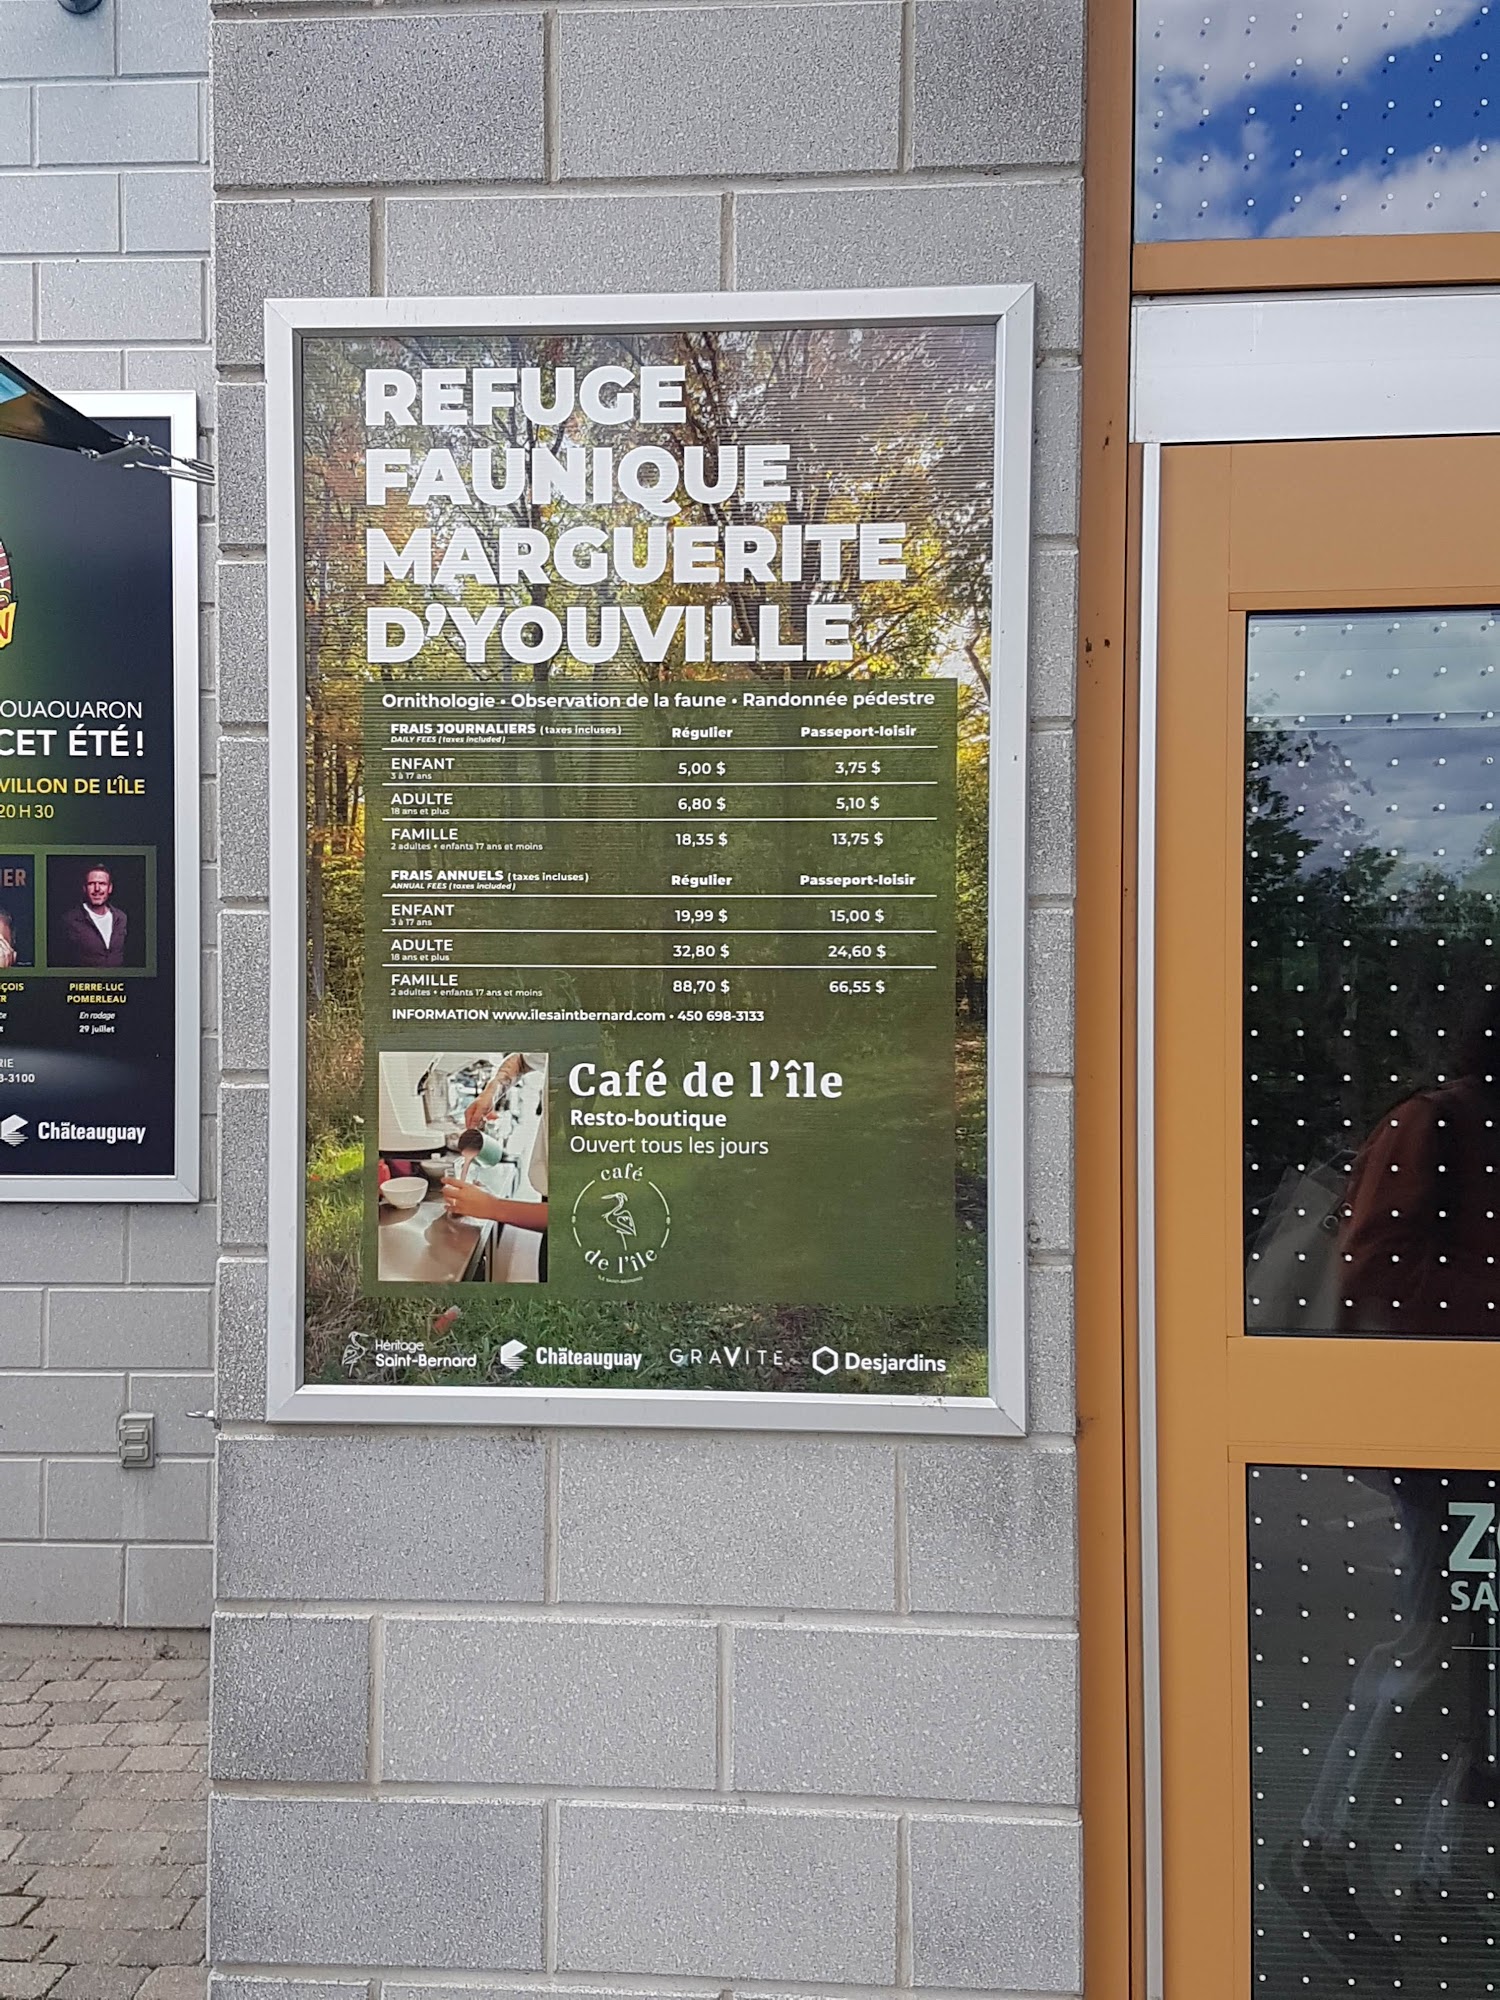 REFUGE
FAUNIQUE
MARGUERITE
D'YOUVILLE
Ornithologie • Observation de la faune • Randonnée pédestre
FRAIS JOURNALIERS (taxes incluses) Régulier Passeport-loisir
DAILY FEES (taxes included)
ENFANT 5,00 $ 3,75 $
3 à 17 ans
ADULTE 6,80 $ 5,10 $
18 ans et plus
FAMILLE 18,35 $ 13,75 $
2 adultes + enfants 17 ans et moins
FRAIS ANNUELS (taxes incluses) Régulier Passeport-loisir
ANNUAL FEES (taxes included)
ENFANT 19,99 $ 15,00 $
3 à 17 ans
ADULTE 32,80 $ 24,60 $
18 ans et plus
FAMILLE 88,70 $ 66,55 $
2 adultes + enfants 17 ans et moins
INFORMATION www.ilesaintbernard.com • 450 698-3133
Café de l'île
Resto-boutique
Ouvert tous les jours
café
de l'île
ÎLE SAINT-BERNARD
Héritage
Saint-Bernard
Châteauguay
GRAVITE
Desjardins
OUAOUARON
CET ÉTÉ!
VILLON DE L'ÎLE
20 H 30
PIERRE-LUC
POMERLEAU
En rodage
29 juillet
3-3100
Châteauguay
SA